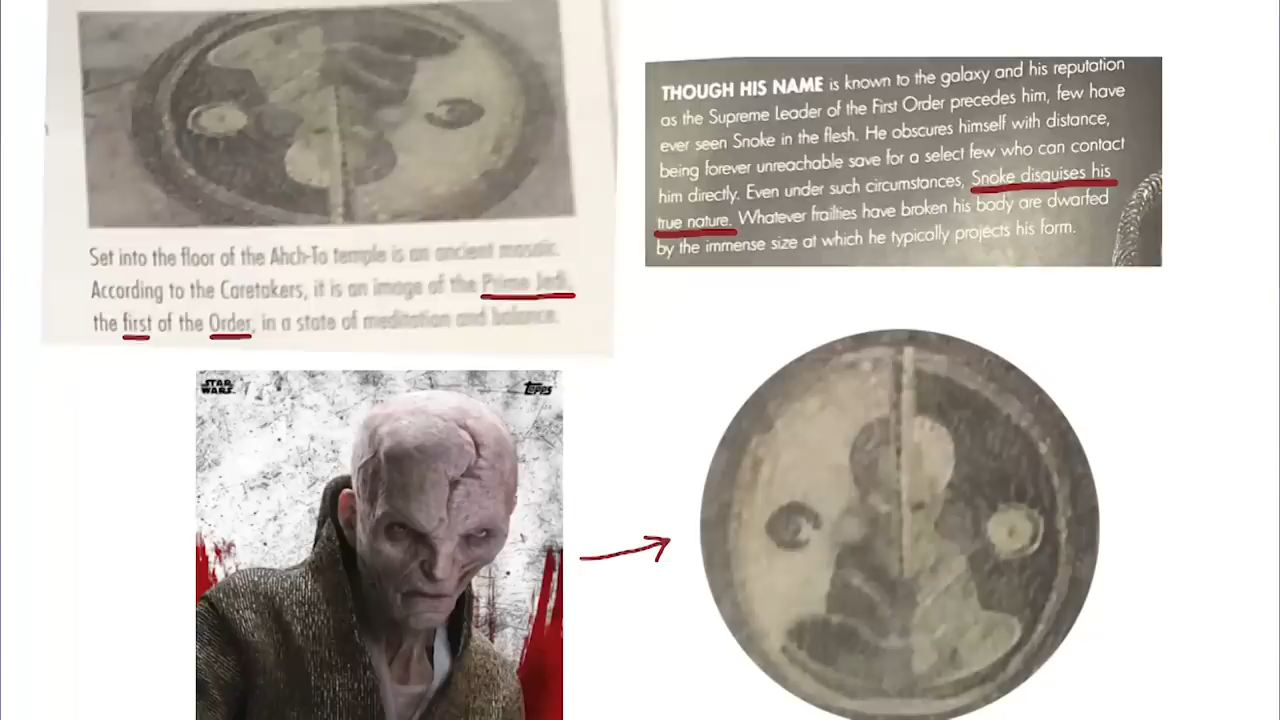 Set into the floor of the Ahch-To temple is an ancient mosaic.
According to the Caretakers, it is an image of the Prime Jedi,
the first of the Order, in a state of meditation and balance.
THOUGH HIS NAME is known to the galaxy and his reputation
as the Supreme Leader of the First Order precedes him, few have
ever seen Snoke in the flesh. He obscures himself with distance,
being forever unreachable save for a select few who can contact
him directly. Even under such circumstances, Snoke disguises his
true nature. Whatever frailties have broken his body are dwarfed
by the immense size at which he typically projects his form.
STAR
WARS
Topps